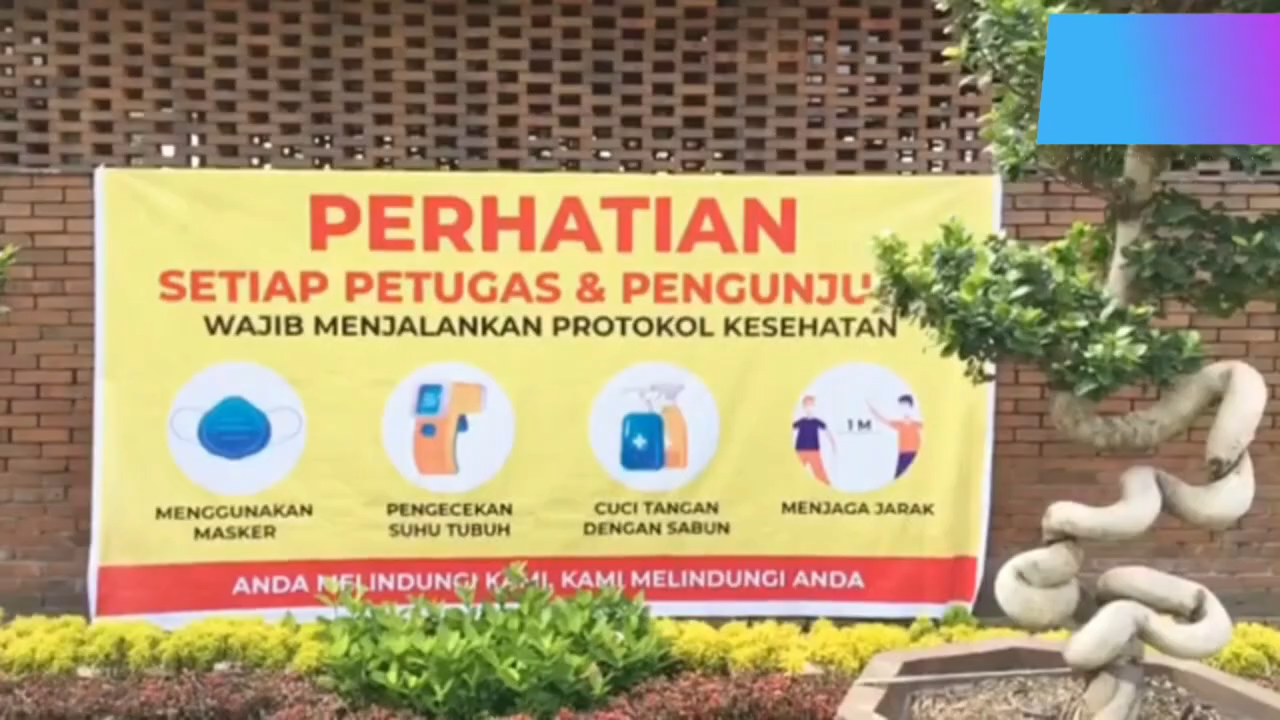 PERHATIAN
SETIAP PETUGAS & PENGUNJU
WAJIB MENJALANKAN PROTOKOL KESEHATAN
1 M
MENGGUNAKAN
MASKER
PENGECEKAN
SUHU TUBUH
CUCI TANGAN
DENGAN SABUN
MENJAGA JARAK
ANDA MELINDUNGI KAMI, KAMI MELINDUNGI ANDA